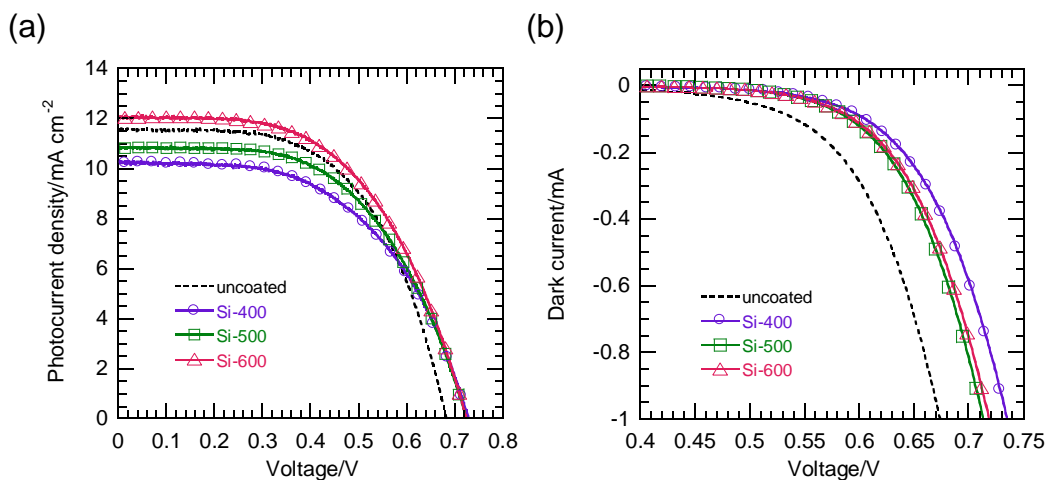 (a)
Photocurrent density/mA cm⁻²
14
12
10
8
6
4
2
0
uncoated
Si-400
Si-500
Si-600
0 0.1 0.2 0.3 0.4 0.5 0.6 0.7 0.8
Voltage/V
(b)
Dark current/mA
0
-0.2
-0.4
-0.6
-0.8
-1
uncoated
Si-400
Si-500
Si-600
0.4 0.45 0.5 0.55 0.6 0.65 0.7 0.75
Voltage/V